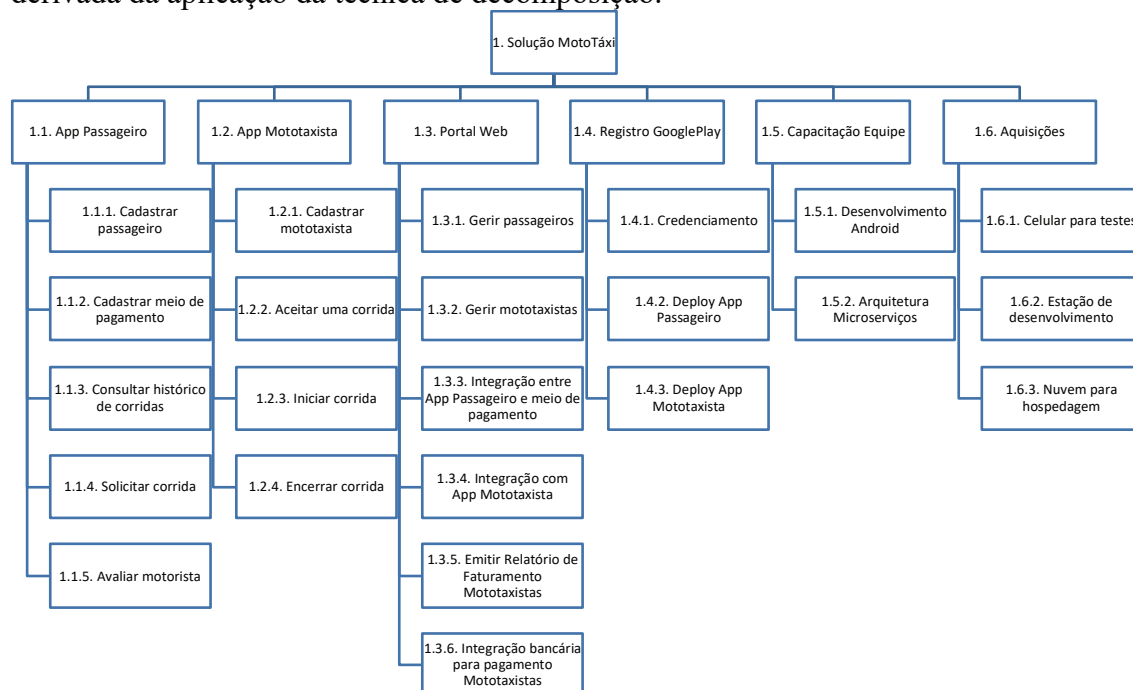 derivada da aplicação da técnica de decomposição.
1. Solução MotoTáxi
1.1. App Passageiro
1.2. App Mototaxista
1.3. Portal Web
1.4. Registro GooglePlay
1.5. Capacitação Equipe
1.6. Aquisições
1.1.1. Cadastrar
passageiro
1.1.2. Cadastrar meio de
pagamento
1.1.3. Consultar histórico
de corridas
1.1.4. Solicitar corrida
1.1.5. Avaliar motorista
1.2.1. Cadastrar
mototaxista
1.2.2. Aceitar uma corrida
1.2.3. Iniciar corrida
1.2.4. Encerrar corrida
1.3.1. Gerir passageiros
1.3.2. Gerir mototaxistas
1.3.3. Integração entre
App Passageiro e meio de
pagamento
1.3.4. Integração com
App Mototaxista
1.3.5. Emitir Relatório de
Faturamento
Mototaxistas
1.3.6. Integração bancária
para pagamento
Mototaxistas
1.4.1. Credenciamento
1.4.2. Deploy App
Passageiro
1.4.3. Deploy App
Mototaxista
1.5.1. Desenvolvimento
Android
1.5.2. Arquitetura
Microserviços
1.6.1. Celular para testes
1.6.2. Estação de
desenvolvimento
1.6.3. Nuvem para
hospedagem